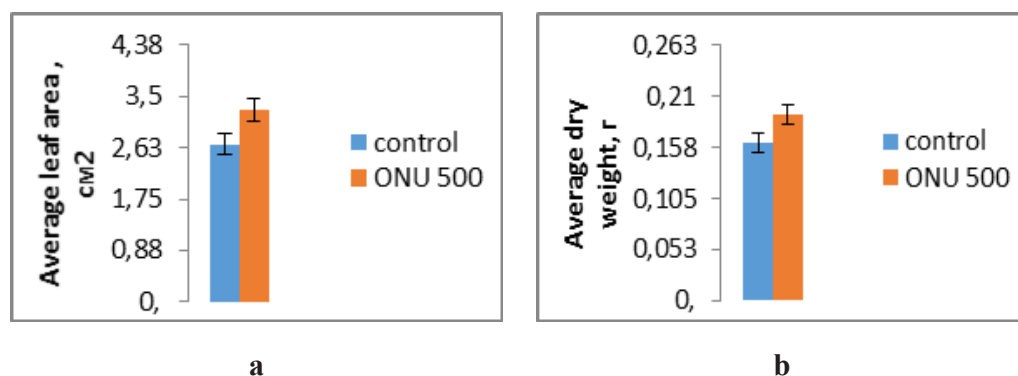 4,38
3,5
2,63
1,75
0,88
0,
Average leaf area ,
см2
control
ONU 500
a
0,263
0,21
0,158
0,105
0,053
0,
Average dry
weight, г
control
ONU 500
b